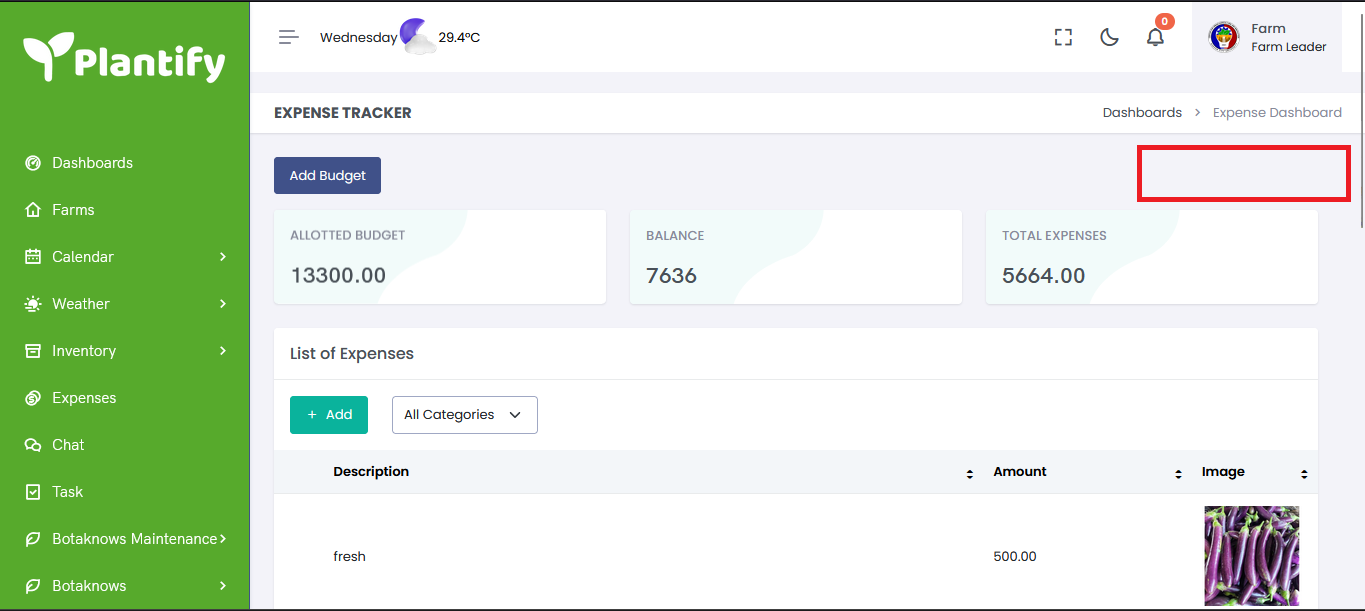 Plantify
Wednesday 29.4°C
0
Farm
Farm Leader
EXPENSE TRACKER
Dashboards > Expense Dashboard
Dashboards
Farms
Calendar
Weather
Inventory
Expenses
Chat
Task
Botaknows Maintenance
Botaknows
Add Budget
ALLOTTED BUDGET
13300.00
BALANCE
7636
TOTAL EXPENSES
5664.00
List of Expenses
+ Add
All Categories
Description Amount Image
fresh 500.00